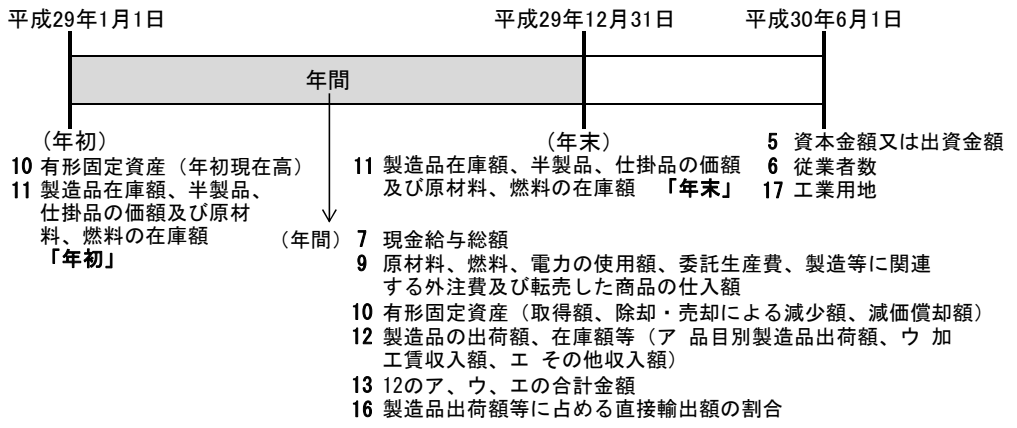 平成29年1月1日
平成29年12月31日
平成30年6月1日
年間
（年初）
10 有形固定資産（年初現在高）
11 製造品在庫額、半製品、
仕掛品の価額及び原材
料、燃料の在庫額
「年初」
（年末）
11 製造品在庫額、半製品、仕掛品の価額
及び原材料、燃料の在庫額 「年末」
5 資本金額又は出資金額
6 従業者数
17 工業用地
（年間） 7 現金給与総額
9 原材料、燃料、電力の使用額、委託生産費、製造等に関連
する外注費及び転売した商品の仕入額
10 有形固定資産（取得額、除却・売却による減少額、減価償却額）
12 製造品の出荷額、在庫額等（ア 品目別製造品出荷額、ウ 加
工賃収入額、エ その他収入額）
13 12のア、ウ、エの合計金額
16 製造品出荷額等に占める直接輸出額の割合